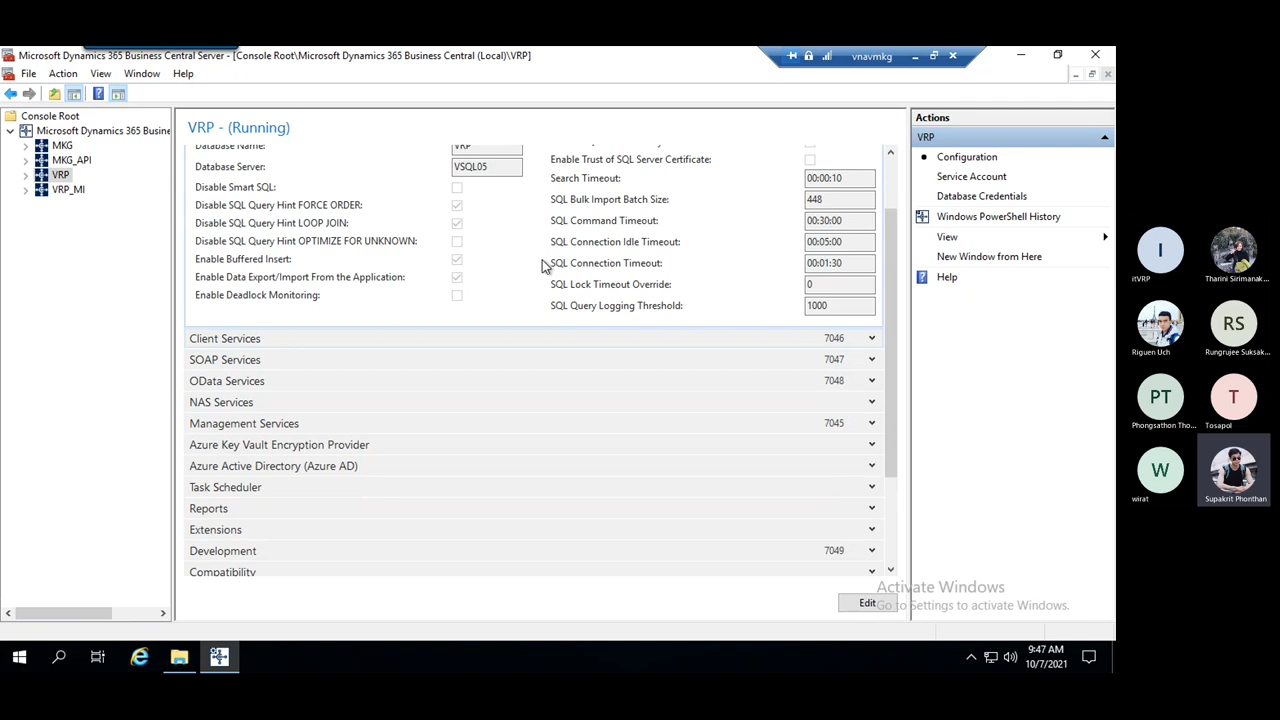 Microsoft Dynamics 365 Business Central Server - [Console Root\Microsoft Dynamics 365 Business Central (Local)\VRP]
vnavmkg
File Action View Window Help
Console Root
Microsoft Dynamics 365 Busine
MKG
MKG_API
VRP
VRP_MI
VRP - (Running)
Database Name: VRP
Database Server: VSQL05
Disable Smart SQL:
Disable SQL Query Hint FORCE ORDER:
Disable SQL Query Hint LOOP JOIN:
Disable SQL Query Hint OPTIMIZE FOR UNKNOWN:
Enable Buffered Insert:
Enable Data Export/Import From the Application:
Enable Deadlock Monitoring:
Enable Trust of SQL Server Certificate:
Search Timeout: 00:00:10
SQL Bulk Import Batch Size: 448
SQL Command Timeout: 00:30:00
SQL Connection Idle Timeout: 00:05:00
SQL Connection Timeout: 00:01:30
SQL Lock Timeout Override: 0
SQL Query Logging Threshold: 1000
Client Services 7046
SOAP Services 7047
OData Services 7048
NAS Services
Management Services 7045
Azure Key Vault Encryption Provider
Azure Active Directory (Azure AD)
Task Scheduler
Reports
Extensions
Development 7049
Compatibility
Edit
Activate Windows
Go to Settings to activate Windows.
Actions
VRP
Configuration
Service Account
Database Credentials
Windows PowerShell History
View
New Window from Here
Help
9:47 AM
10/7/2021
I
itVRP
Tharini Sirimanak...
Riguen Uch
RS
Rungrujee Suksak...
PT
Phongsathon Tho...
T
Tosapol
W
wirat
Supakrit Phonthan